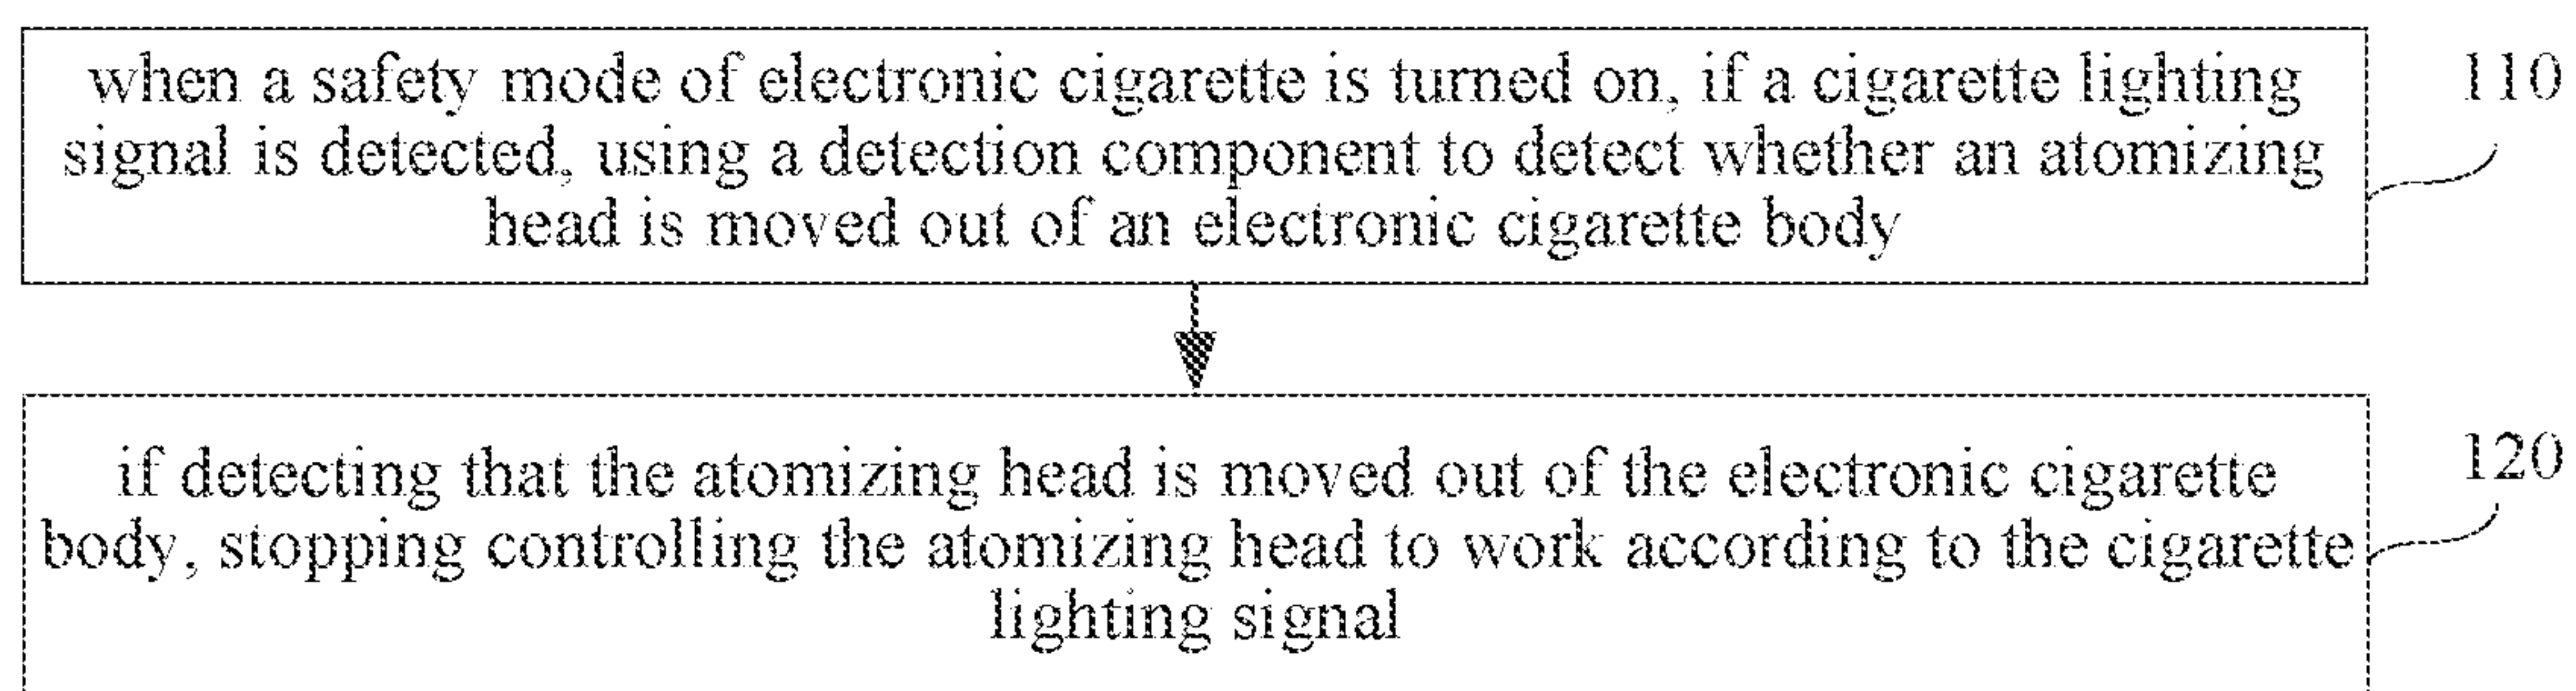 when a safety mode of electronic cigarette is turned on, if a cigarette lighting
110
signal is detected, using a detection component to detect whether an atomizing
head is moved out of an electronic cigarette body
if detecting that the atomizing head is moved out of the electronic cigarette
120
body, stopping controlling the atomizing head to work according to the cigarette
lighting signal